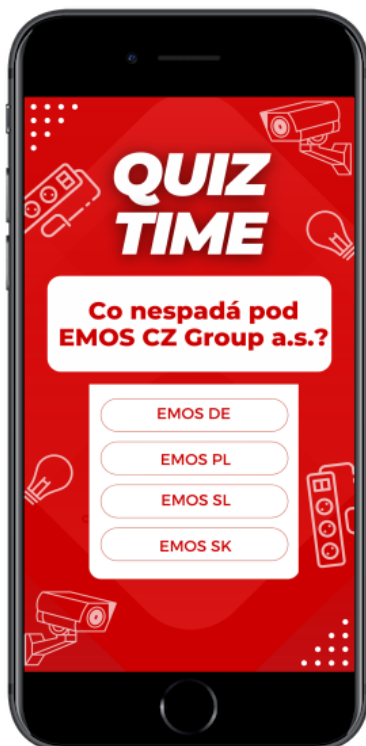 QUIZ
TIME
Co nespadá pod
EMOS CZ Group a.s.?
EMOS DE
EMOS PL
EMOS SL
EMOS SK